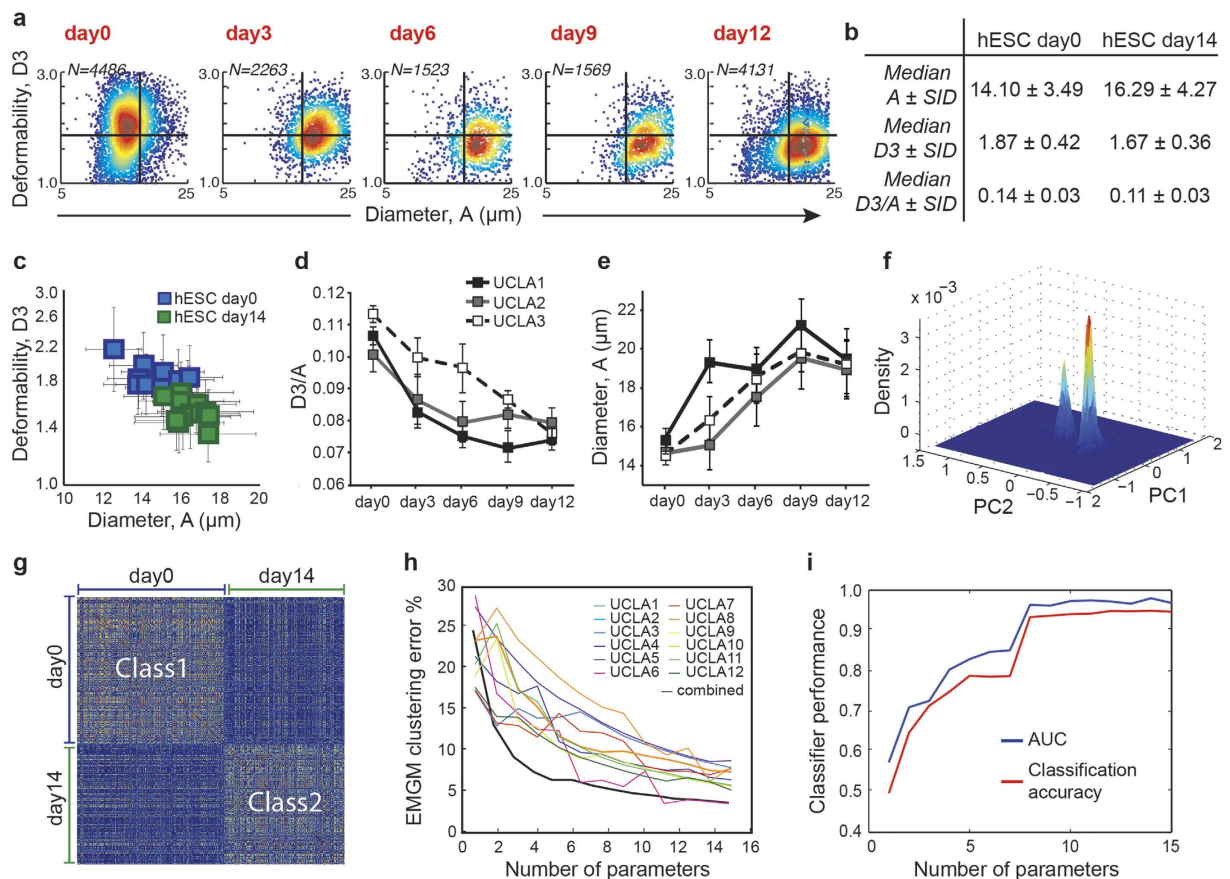 a
day0 day3 day6 day9 day12
Deformability, D3
3.0 N=4486 3.0 N=2263 3.0 N=1523 3.0 N=1569 3.0 N=4131
1.0 1.0 1.0 1.0 1.0
5 25 5 25 5 25 5 25 5 25
Diameter, A (µm)
b
hESC day0 hESC day14
Median
A ± SID 14.10 ± 3.49 16.29 ± 4.27
Median
D3 ± SID 1.87 ± 0.42 1.67 ± 0.36
Median
D3/A ± SID 0.14 ± 0.03 0.11 ± 0.03
c
Deformability, D3
3.0
2.6
2.2
1.8
1.4
1.0
hESC day0
hESC day14
10 12 14 16 18 20
Diameter, A (µm)
d
D3/A
0.12
0.11
0.10
0.09
0.08
0.07
0.06
UCLA1
UCLA2
UCLA3
day0 day3 day6 day9 day12
e
Diameter, A (µm)
22
20
18
16
14
day0 day3 day6 day9 day12
f
x 10⁻³
Density
3
2
1
0
1.5 1 0.5 0 -0.5 -1
PC2
2 -1 0 1 2
PC1
g
day0 day14
day0
day14
Class1
Class2
h
EMGM clustering error %
30
25
20
15
10
5
0
UCLA1 UCLA7
UCLA2 UCLA8
UCLA3 UCLA9
UCLA4 UCLA10
UCLA5 UCLA11
UCLA6 UCLA12
combined
0 2 4 6 8 10 12 14 16
Number of parameters
i
Classifier performance
1.0
0.9
0.8
0.7
0.6
0.5
0.4
AUC
Classification
accuracy
0 5 10 15
Number of parameters